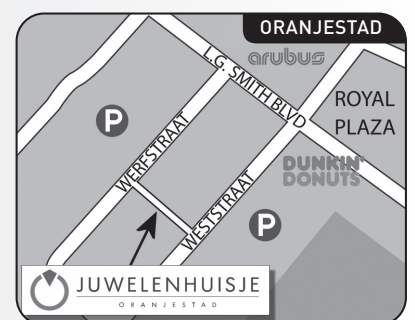 ORANJESTAD
arubus
L.G. SMITH BLVD
ROYAL
PLAZA
P
WERFSTRAAT
DUNKIN'
DONUTS
WESTSTRAAT
P
JUWELENHUISJE
ORANJESTAD